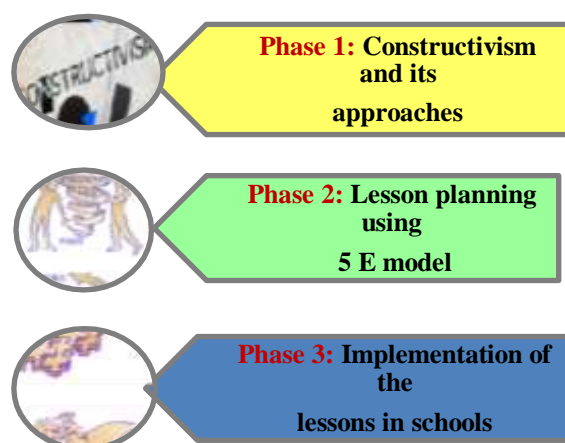 CONSTRUCTIVISM
Phase 1: Constructivism
and its
approaches
Phase 2: Lesson planning
using
5 E model
Phase 3: Implementation of
the
lessons in schools